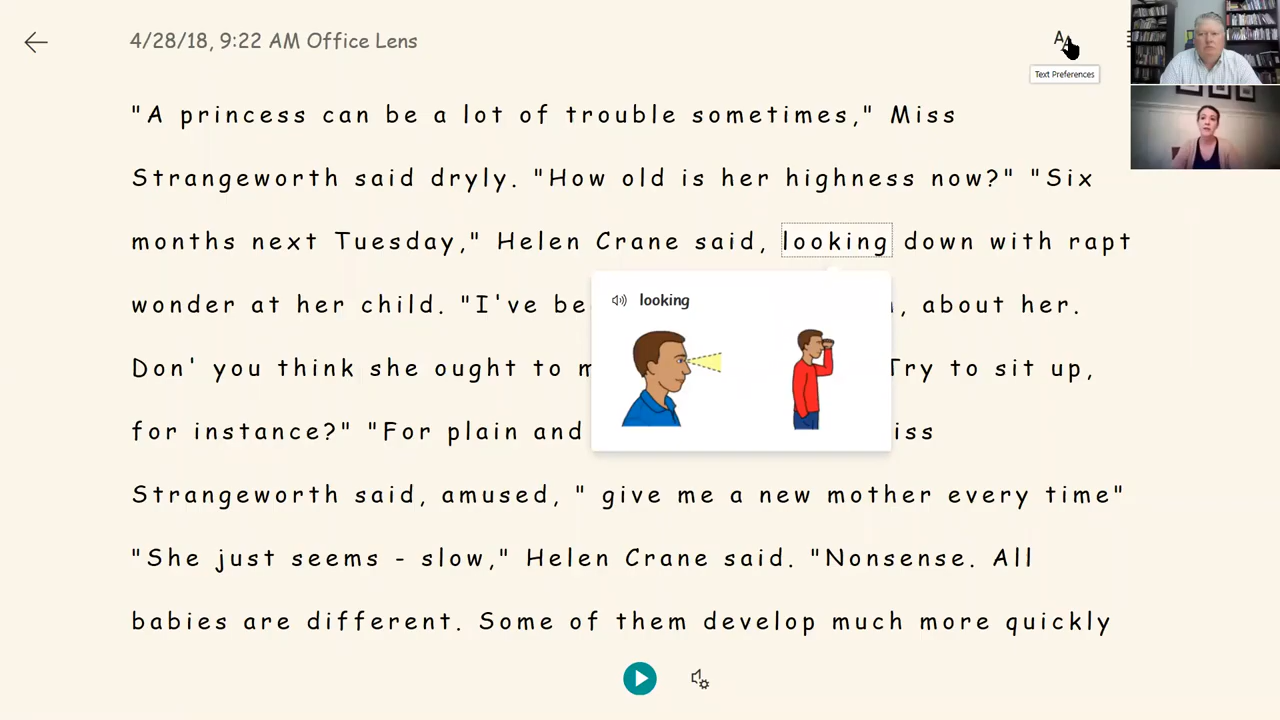 4/28/18, 9:22 AM Office Lens
Text Preferences
"A princess can be a lot of trouble sometimes," Miss
Strangeworth said dryly. "How old is her highness now?" "Six
months next Tuesday," Helen Crane said, looking down with rapt
wonder at her child. "I've be , about her.
looking
Don' you think she ought to m Try to sit up,
for instance?" "For plain and iss
Strangeworth said, amused, " give me a new mother every time"
"She just seems - slow," Helen Crane said. "Nonsense. All
babies are different. Some of them develop much more quickly